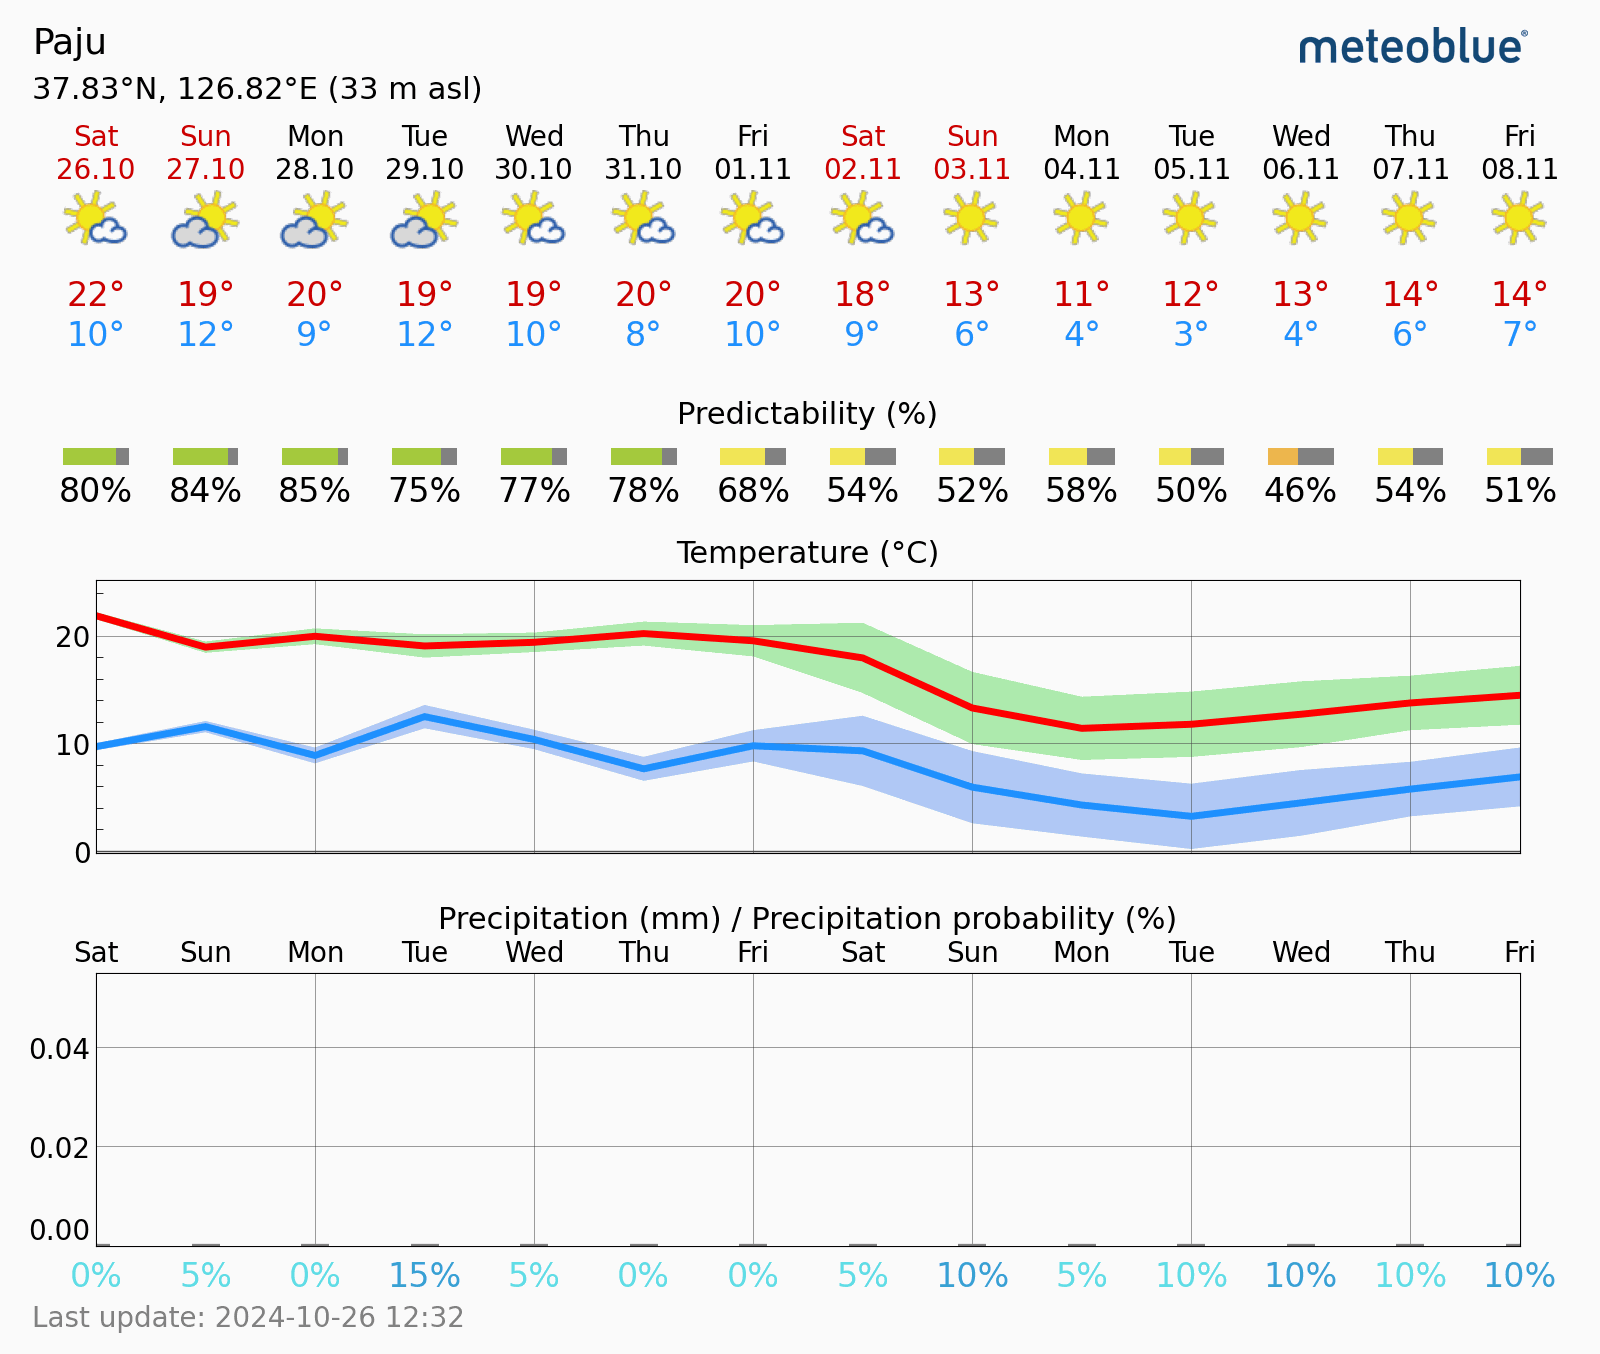 Paju
meteoblue®
37.83°N, 126.82°E (33 m asl)
Sat Sun Mon Tue Wed Thu Fri Sat Sun Mon Tue Wed Thu Fri
26.10 27.10 28.10 29.10 30.10 31.10 01.11 02.11 03.11 04.11 05.11 06.11 07.11 08.11
22° 19° 20° 19° 19° 20° 20° 18° 13° 11° 12° 13° 14° 14°
10° 12° 9° 12° 10° 8° 10° 9° 6° 4° 3° 4° 6° 7°
Predictability (%)
80% 84% 85% 75% 77% 78% 68% 54% 52% 58% 50% 46% 54% 51%
Temperature (°C)
20
10
0
Precipitation (mm) / Precipitation probability (%)
Sat Sun Mon Tue Wed Thu Fri Sat Sun Mon Tue Wed Thu Fri
0.04
0.02
0.00
0% 5% 0% 15% 5% 0% 0% 5% 10% 5% 10% 10% 10% 10%
Last update: 2024-10-26 12:32